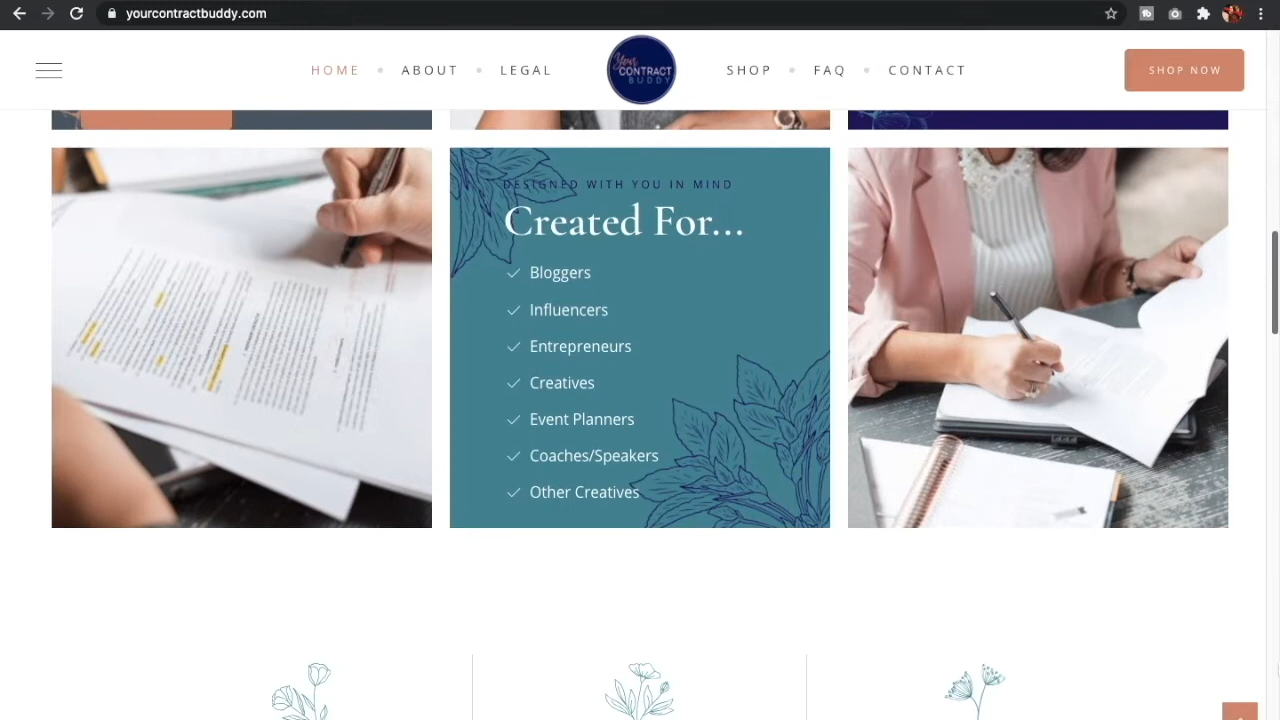 yourcontractbuddy.com
HOME
ABOUT
LEGAL
Your
CONTRACT
BUDDY
SHOP
FAQ
CONTACT
SHOP NOW
DESIGNED WITH YOU IN MIND
Created For...
Bloggers
Influencers
Entrepreneurs
Creatives
Event Planners
Coaches/Speakers
Other Creatives